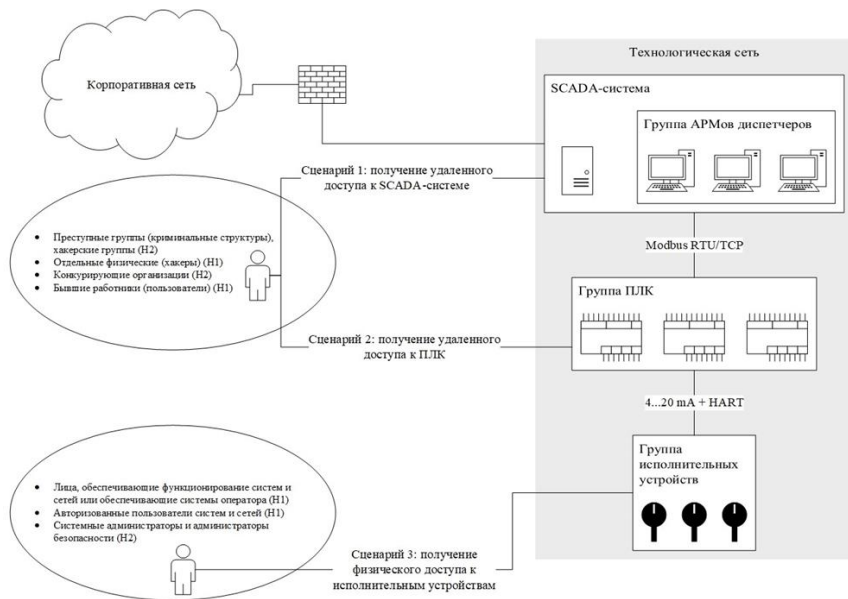 Технологическая сеть
Корпоративная сеть
SCADA-система
Группа АРМов диспетчеров
Сценарий 1: получение удаленного
доступа к SCADA-системе
• Преступные группы (криминальные структуры),
хакерские группы (Н2)
• Отдельные физические (хакеры) (Н1)
• Конкурирующие организации (Н2)
• Бывшие работники (пользователи) (Н1)
Modbus RTU/TCP
Группа ПЛК
Сценарий 2: получение удаленного
доступа к ПЛК
4...20 mA + HART
Группа
исполнительных
устройств
• Лица, обеспечивающие функционирование систем и
сетей или обеспечивающие системы оператора (Н1)
• Авторизованные пользователи систем и сетей (Н1)
• Системные администраторы и администраторы
безопасности (Н2)
Сценарий 3: получение
физического доступа к
исполнительным устройствам